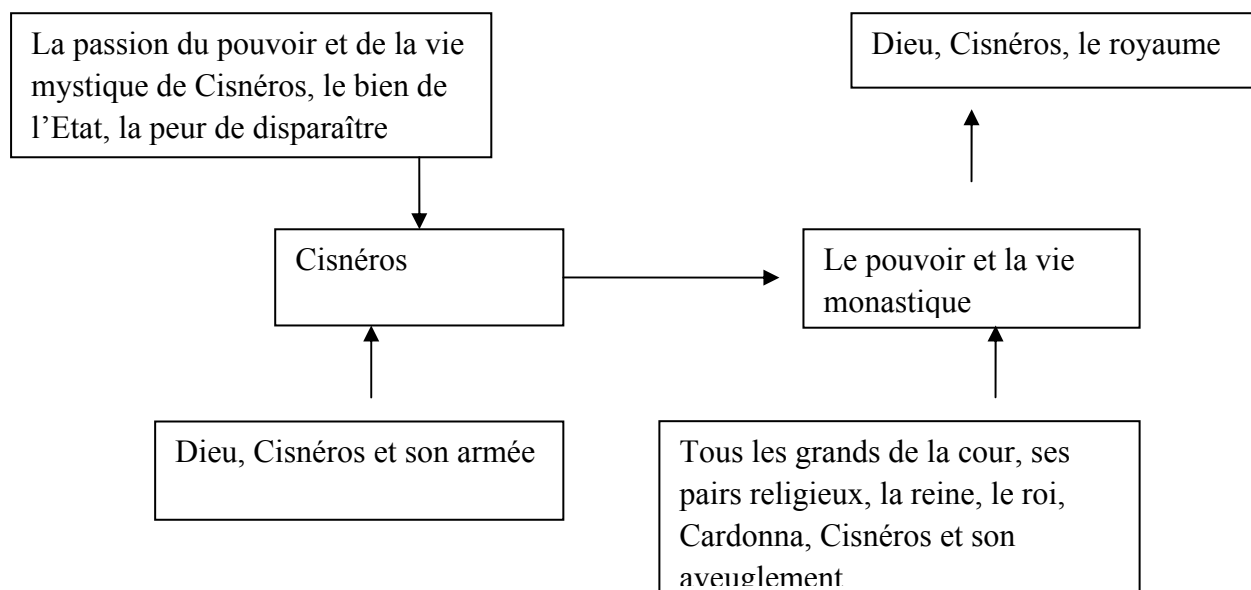 La passion du pouvoir et de la vie
mystique de Cisnéros, le bien de
l'Etat, la peur de disparaître
Dieu, Cisnéros, le royaume
Cisnéros
Le pouvoir et la vie
monastique
Dieu, Cisnéros et son armée
Tous les grands de la cour, ses
pairs religieux, la reine, le roi,
Cardonna, Cisnéros et son
aveuglement